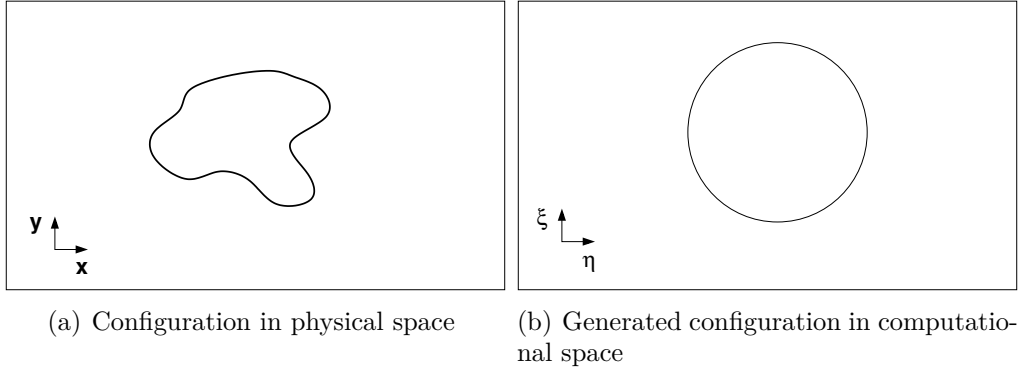 y
x
ξ
η
(a) Configuration in physical space
(b) Generated configuration in computatio-
nal space